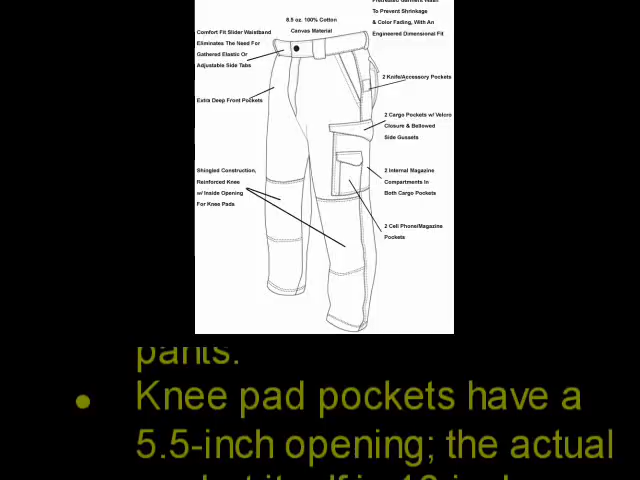 Pretreated Garment Wash
To Prevent Shrinkage
& Color Fading, With An
Engineered Dimensional Fit
8.5 oz. 100% Cotton
Canvas Material
Comfort Fit Slider Waistband
Eliminates The Need For
Gathered Elastic Or
Adjustable Side Tabs
2 Knife/Accessory Pockets
Extra Deep Front Pockets
2 Cargo Pockets w/ Velcro
Closure & Bellowed
Side Gussets
Shingled Construction,
Reinforced Knee
w/ Inside Opening
For Knee Pads
2 Internal Magazine
Compartments In
Both Cargo Pockets
2 Cell Phone/Magazine
Pockets
pants.
● Knee pad pockets have a
5.5-inch opening; the actual